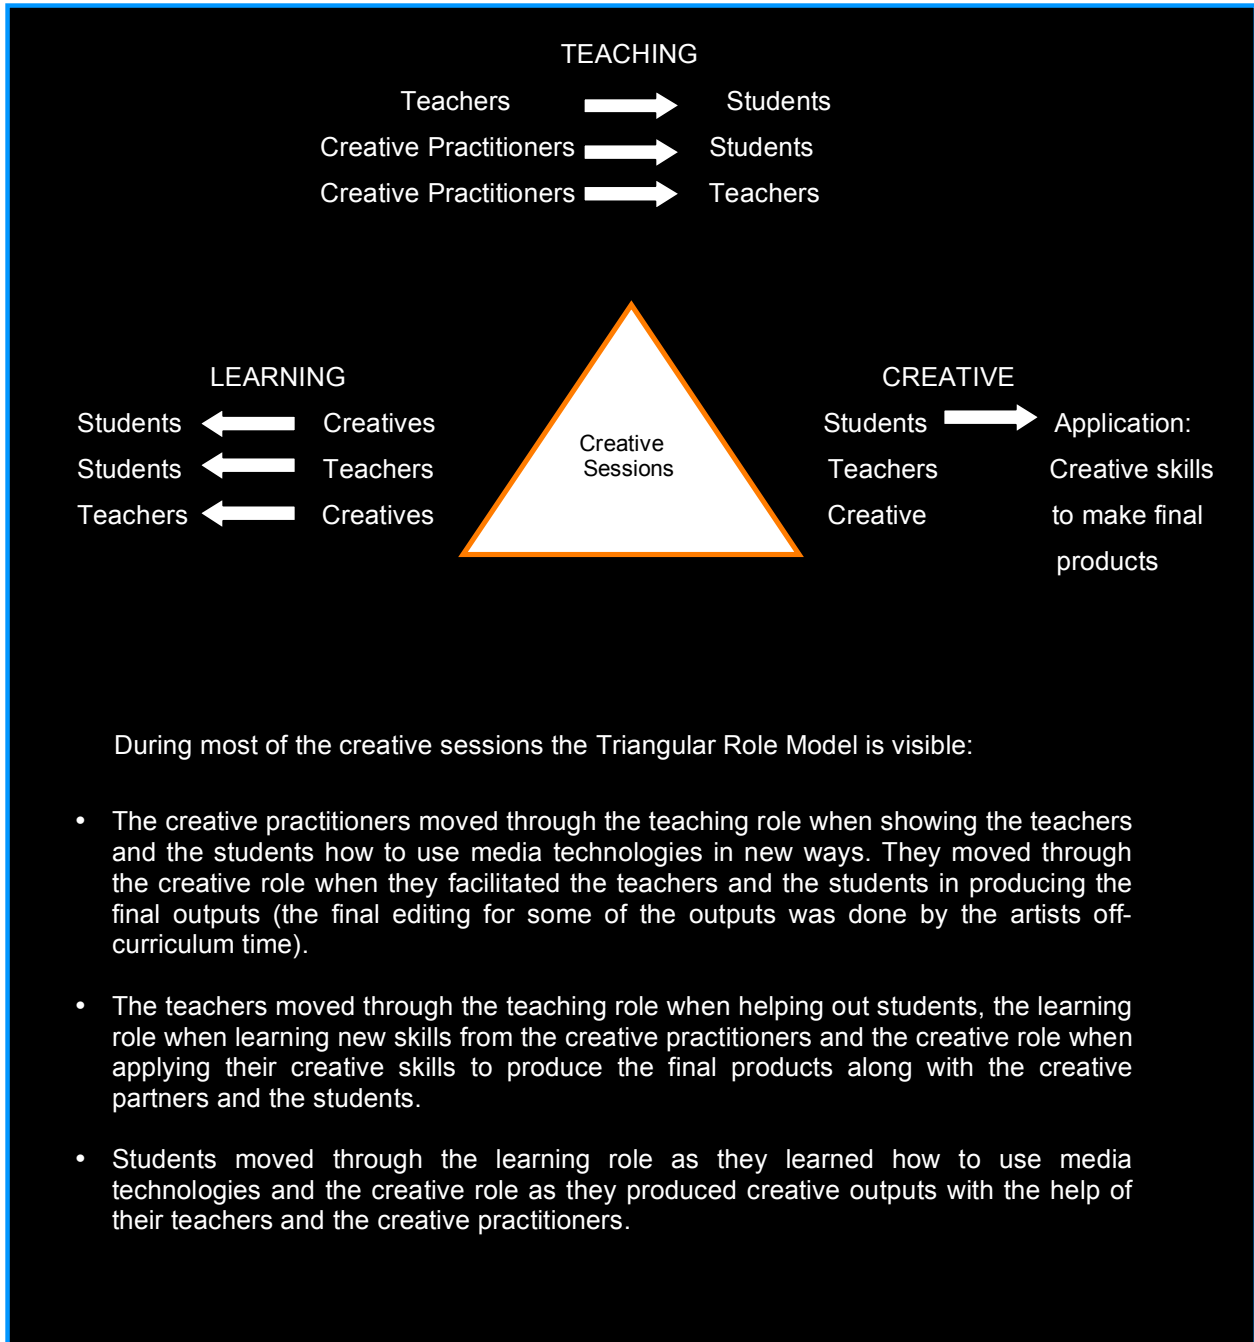 TEACHING
Teachers Students
Creative Practitioners Students
Creative Practitioners Teachers
LEARNING
Students Creatives
Students Teachers
Teachers Creatives
Creative
Sessions
CREATIVE
Students Application:
Teachers Creative skills
Creative to make final
products
During most of the creative sessions the Triangular Role Model is visible:
• The creative practitioners moved through the teaching role when showing the teachers
and the students how to use media technologies in new ways. They moved through
the creative role when they facilitated the teachers and the students in producing the
final outputs (the final editing for some of the outputs was done by the artists off-
curriculum time).
• The teachers moved through the teaching role when helping out students, the learning
role when learning new skills from the creative practitioners and the creative role when
applying their creative skills to produce the final products along with the creative
partners and the students.
• Students moved through the learning role as they learned how to use media
technologies and the creative role as they produced creative outputs with the help of
their teachers and the creative practitioners.